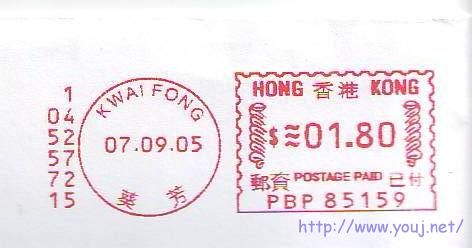 1
04
52
57
72
15
KWAI FONG
07.09.05
葵 芳
HONG 香港 KONG
$≈01.80
郵資 POSTAGE PAID 已付
PBP 85159
http://www.youj.net/